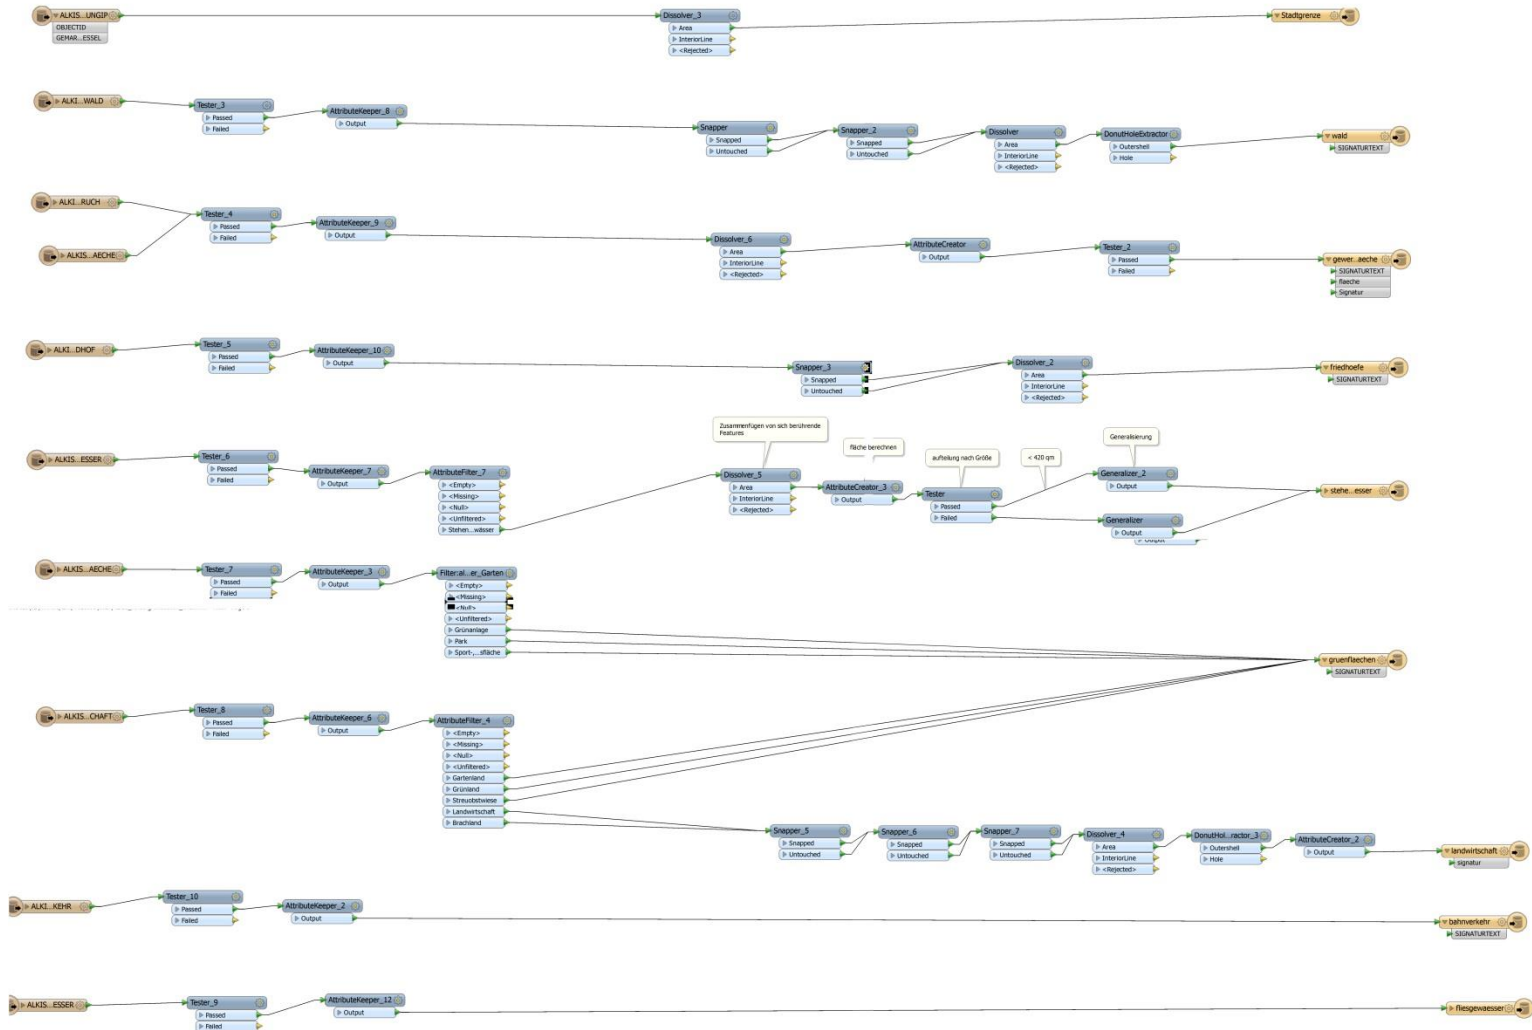 ALKIS...UNGIP
OBJECTID
GEMAR...ESSEL
Dissolver_3
Area
InteriorLine
<Rejected>
Stadtgrenze
ALKI...WALD
Tester_3
Passed
Failed
AttributeKeeper_8
Output
Snapper
Snapped
Untouched
Snapper_2
Snapped
Untouched
Dissolver
Area
InteriorLine
<Rejected>
DonutHoleExtractor
Outershell
Hole
wald
SIGNATURTEXT
ALKI...RUCH
ALKIS...AECHE
Tester_4
Passed
Failed
AttributeKeeper_9
Output
Dissolver_6
Area
InteriorLine
<Rejected>
AttributeCreator
Output
Tester_2
Passed
Failed
gewer...aeche
SIGNATURTEXT
flaeche
Signatur
ALKI...DHOF
Tester_5
Passed
Failed
AttributeKeeper_10
Output
Snapper_3
Snapped
Untouched
Dissolver_2
Area
InteriorLine
<Rejected>
friedhoefe
SIGNATURTEXT
ALKIS...ESSER
Tester_6
Passed
Failed
AttributeKeeper_7
Output
AttributeFilter_7
<Empty>
<Missing>
<Null>
<Unfiltered>
Stehen...wässer
Zusammenfügen von sich berührende
Features
Dissolver_5
Area
InteriorLine
<Rejected>
fläche berechnen
AttributeCreator_3
Output
aufteilung nach Größe
Tester
Passed
Failed
< 420 qm
Generalisierung
Generalizer_2
Output
Generalizer
Output
Output
stehe...esser
ALKIS...AECHE
Tester_7
Passed
Failed
AttributeKeeper_3
Output
Filter:al...er_Garten
<Empty>
<Missing>
<Null>
<Unfiltered>
Grünanlage
Park
Sport-,...sfläche
gruenflaechen
SIGNATURTEXT
ALKIS...CHAFT
Tester_8
Passed
Failed
AttributeKeeper_6
Output
AttributeFilter_4
<Empty>
<Missing>
<Null>
<Unfiltered>
Gartenland
Grünland
Streuobstwiese
Landwirtschaft
Brachland
Snapper_5
Snapped
Untouched
Snapper_6
Snapped
Untouched
Snapper_7
Snapped
Untouched
Dissolver_4
Area
InteriorLine
<Rejected>
DonutHol...ractor_3
Outershell
Hole
AttributeCreator_2
Output
landwirtschaft
signatur
ALKI...KEHR
Tester_10
Passed
Failed
AttributeKeeper_2
Output
bahnverkehr
SIGNATURTEXT
ALKIS...ESSER
Tester_9
Passed
Failed
AttributeKeeper_12
Output
fliesgewaesser